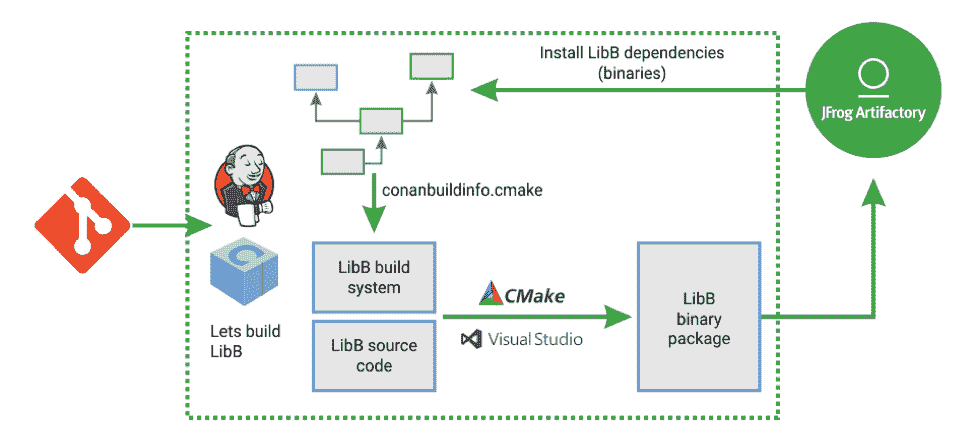 Install LibB dependencies
(binaries)
JFrog Artifactory
conanbuildinfo.cmake
LibB build
system
CMake
LibB
binary
package
Visual Studio
Lets build
LibB
LibB source
code